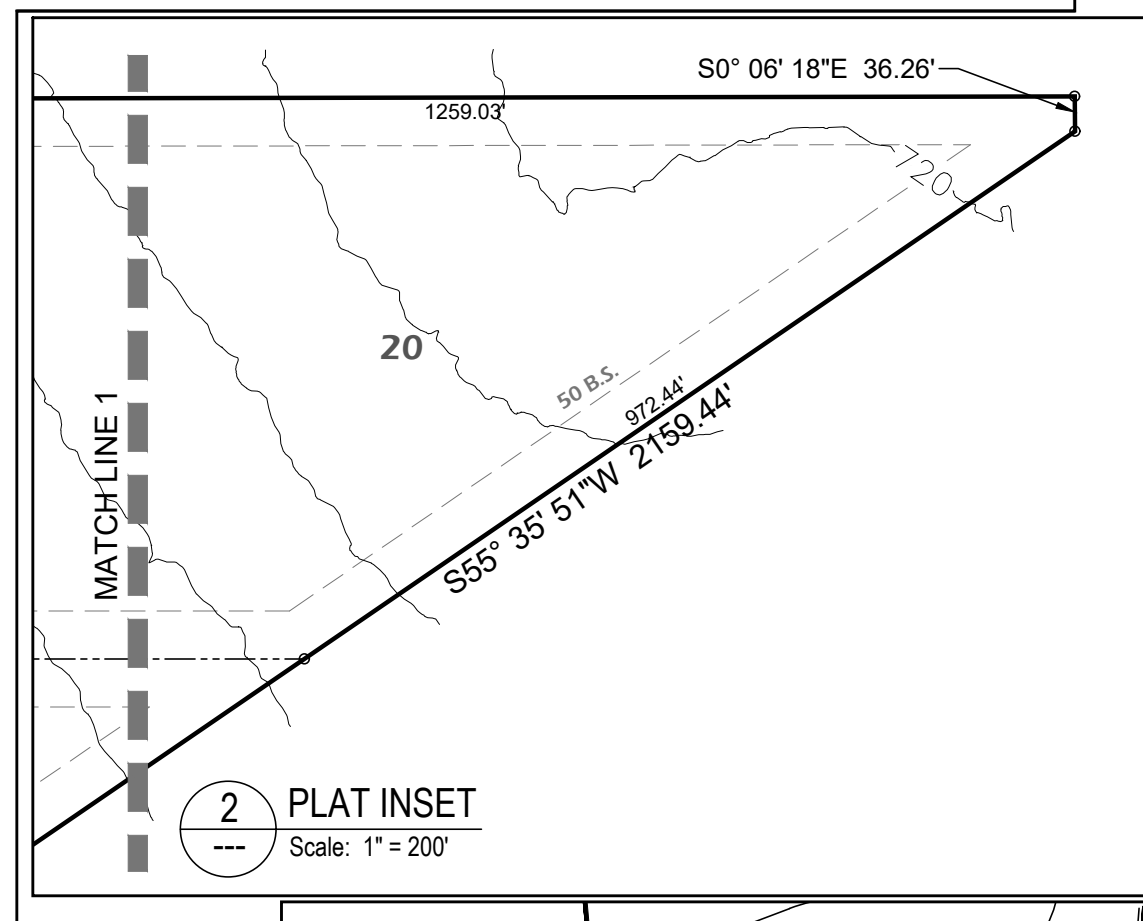 S0° 06' 18"E 36.26'
1259.03'
720
20
50 B.S.
972.44'
S55° 35' 51"W 2159.44'
MATCH LINE 1
2
---
PLAT INSET
Scale: 1" = 200'